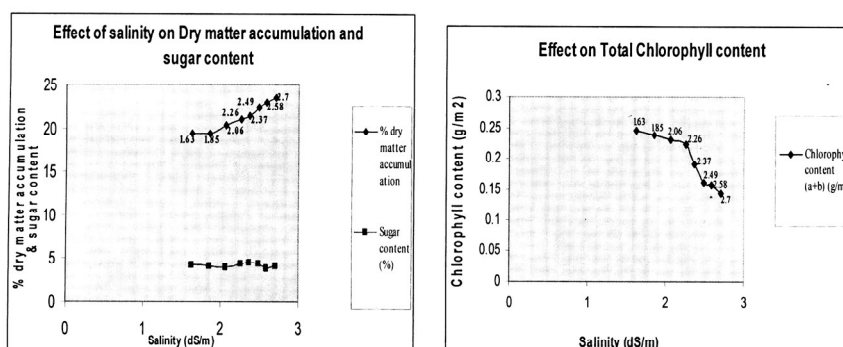 Effect of salinity on Dry matter accumulation and
sugar content
% dry matter accumulation
& sugar content
25
20
15
10
5
0
1.63
1.85
2.06
2.26
2.37
2.49
2.58
2.7
0
1
2
3
Salinity (dS/m)
% dry
matter
accumul
ation
Sugar
content
(%)
Effect on Total Chlorophyll content
Chlorophyll content (g/m2)
0.3
0.25
0.2
0.15
0.1
0.05
0
163
185
2.06
2.26
2.37
2.49
2.58
2.7
0
1
2
3
Salinity (dS/m)
Chlorophy
content
(a+b) (g/m